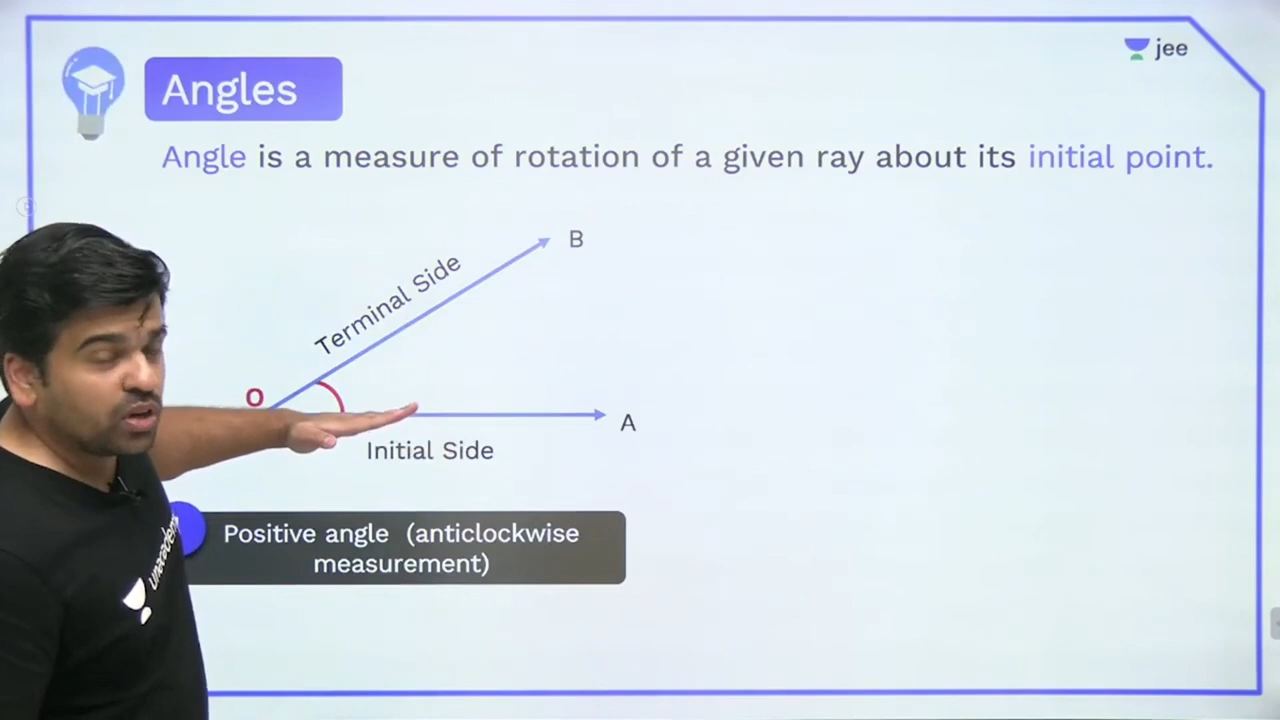 jee
Angles
Angle is a measure of rotation of a given ray about its initial point.
B
Terminal Side
O
A
Initial Side
Positive angle (anticlockwise
measurement)
unacademy